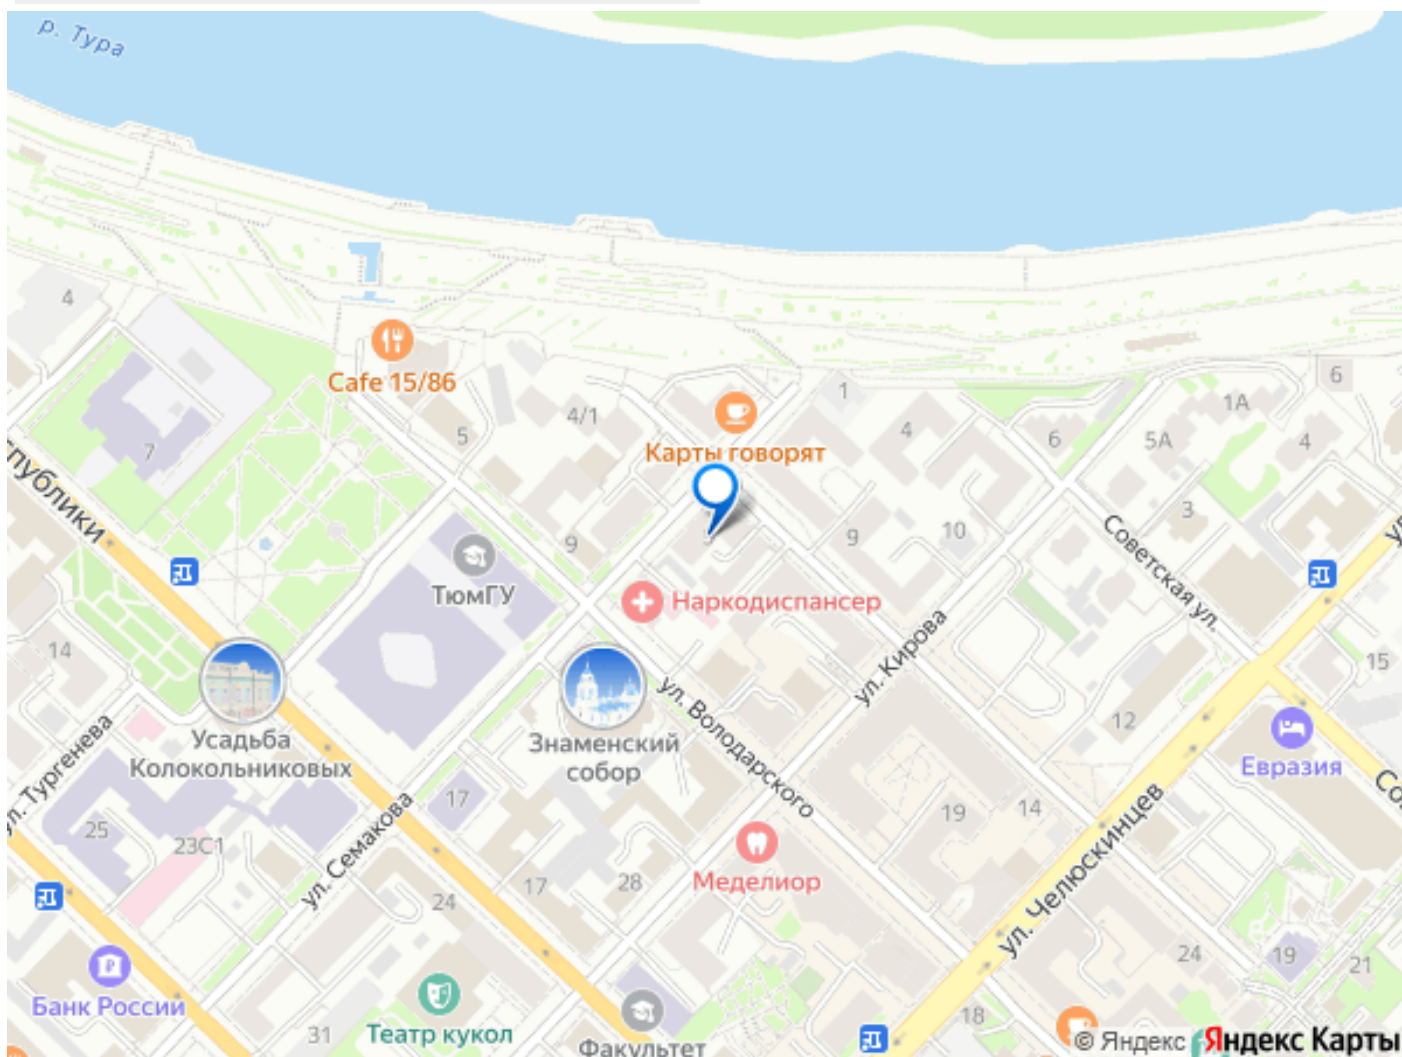 р. Тура
4
Cafe 15/86
6
1
1А
4/1
4
5
Карты говорят
6
5А
4
7
3
9
9
10
Советская ул.
ТюмГУ
Наркодиспансер
ул. Кирова
14
15
ул. Володарского
12
Усадьба
Колокольниковых
Знаменский
собор
Евразия
ул. Тургенева
17
19
14
25
23С1
ул. Семакова
Меделиор
ул. Челюскинцев
17
28
24
24
19
21
Банк России
Театр кукол
31
Факультет
18
© Яндекс Яндекс Карты